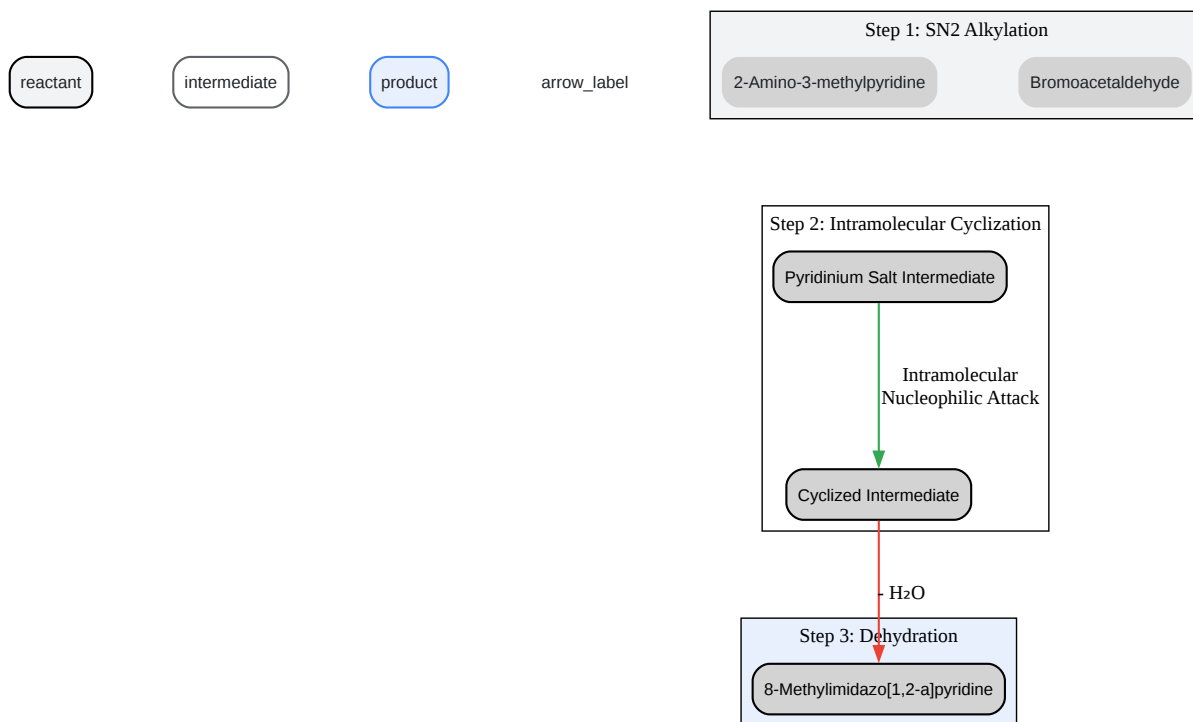 Step 1: SN2 Alkylation
reactant
intermediate
product
arrow_label
2-Amino-3-methylpyridine
Bromoacetaldehyde
Step 2: Intramolecular Cyclization
Pyridinium Salt Intermediate
Intramolecular
Nucleophilic Attack
Cyclized Intermediate
- H₂O
Step 3: Dehydration
8-Methylimidazo[1,2-a]pyridine